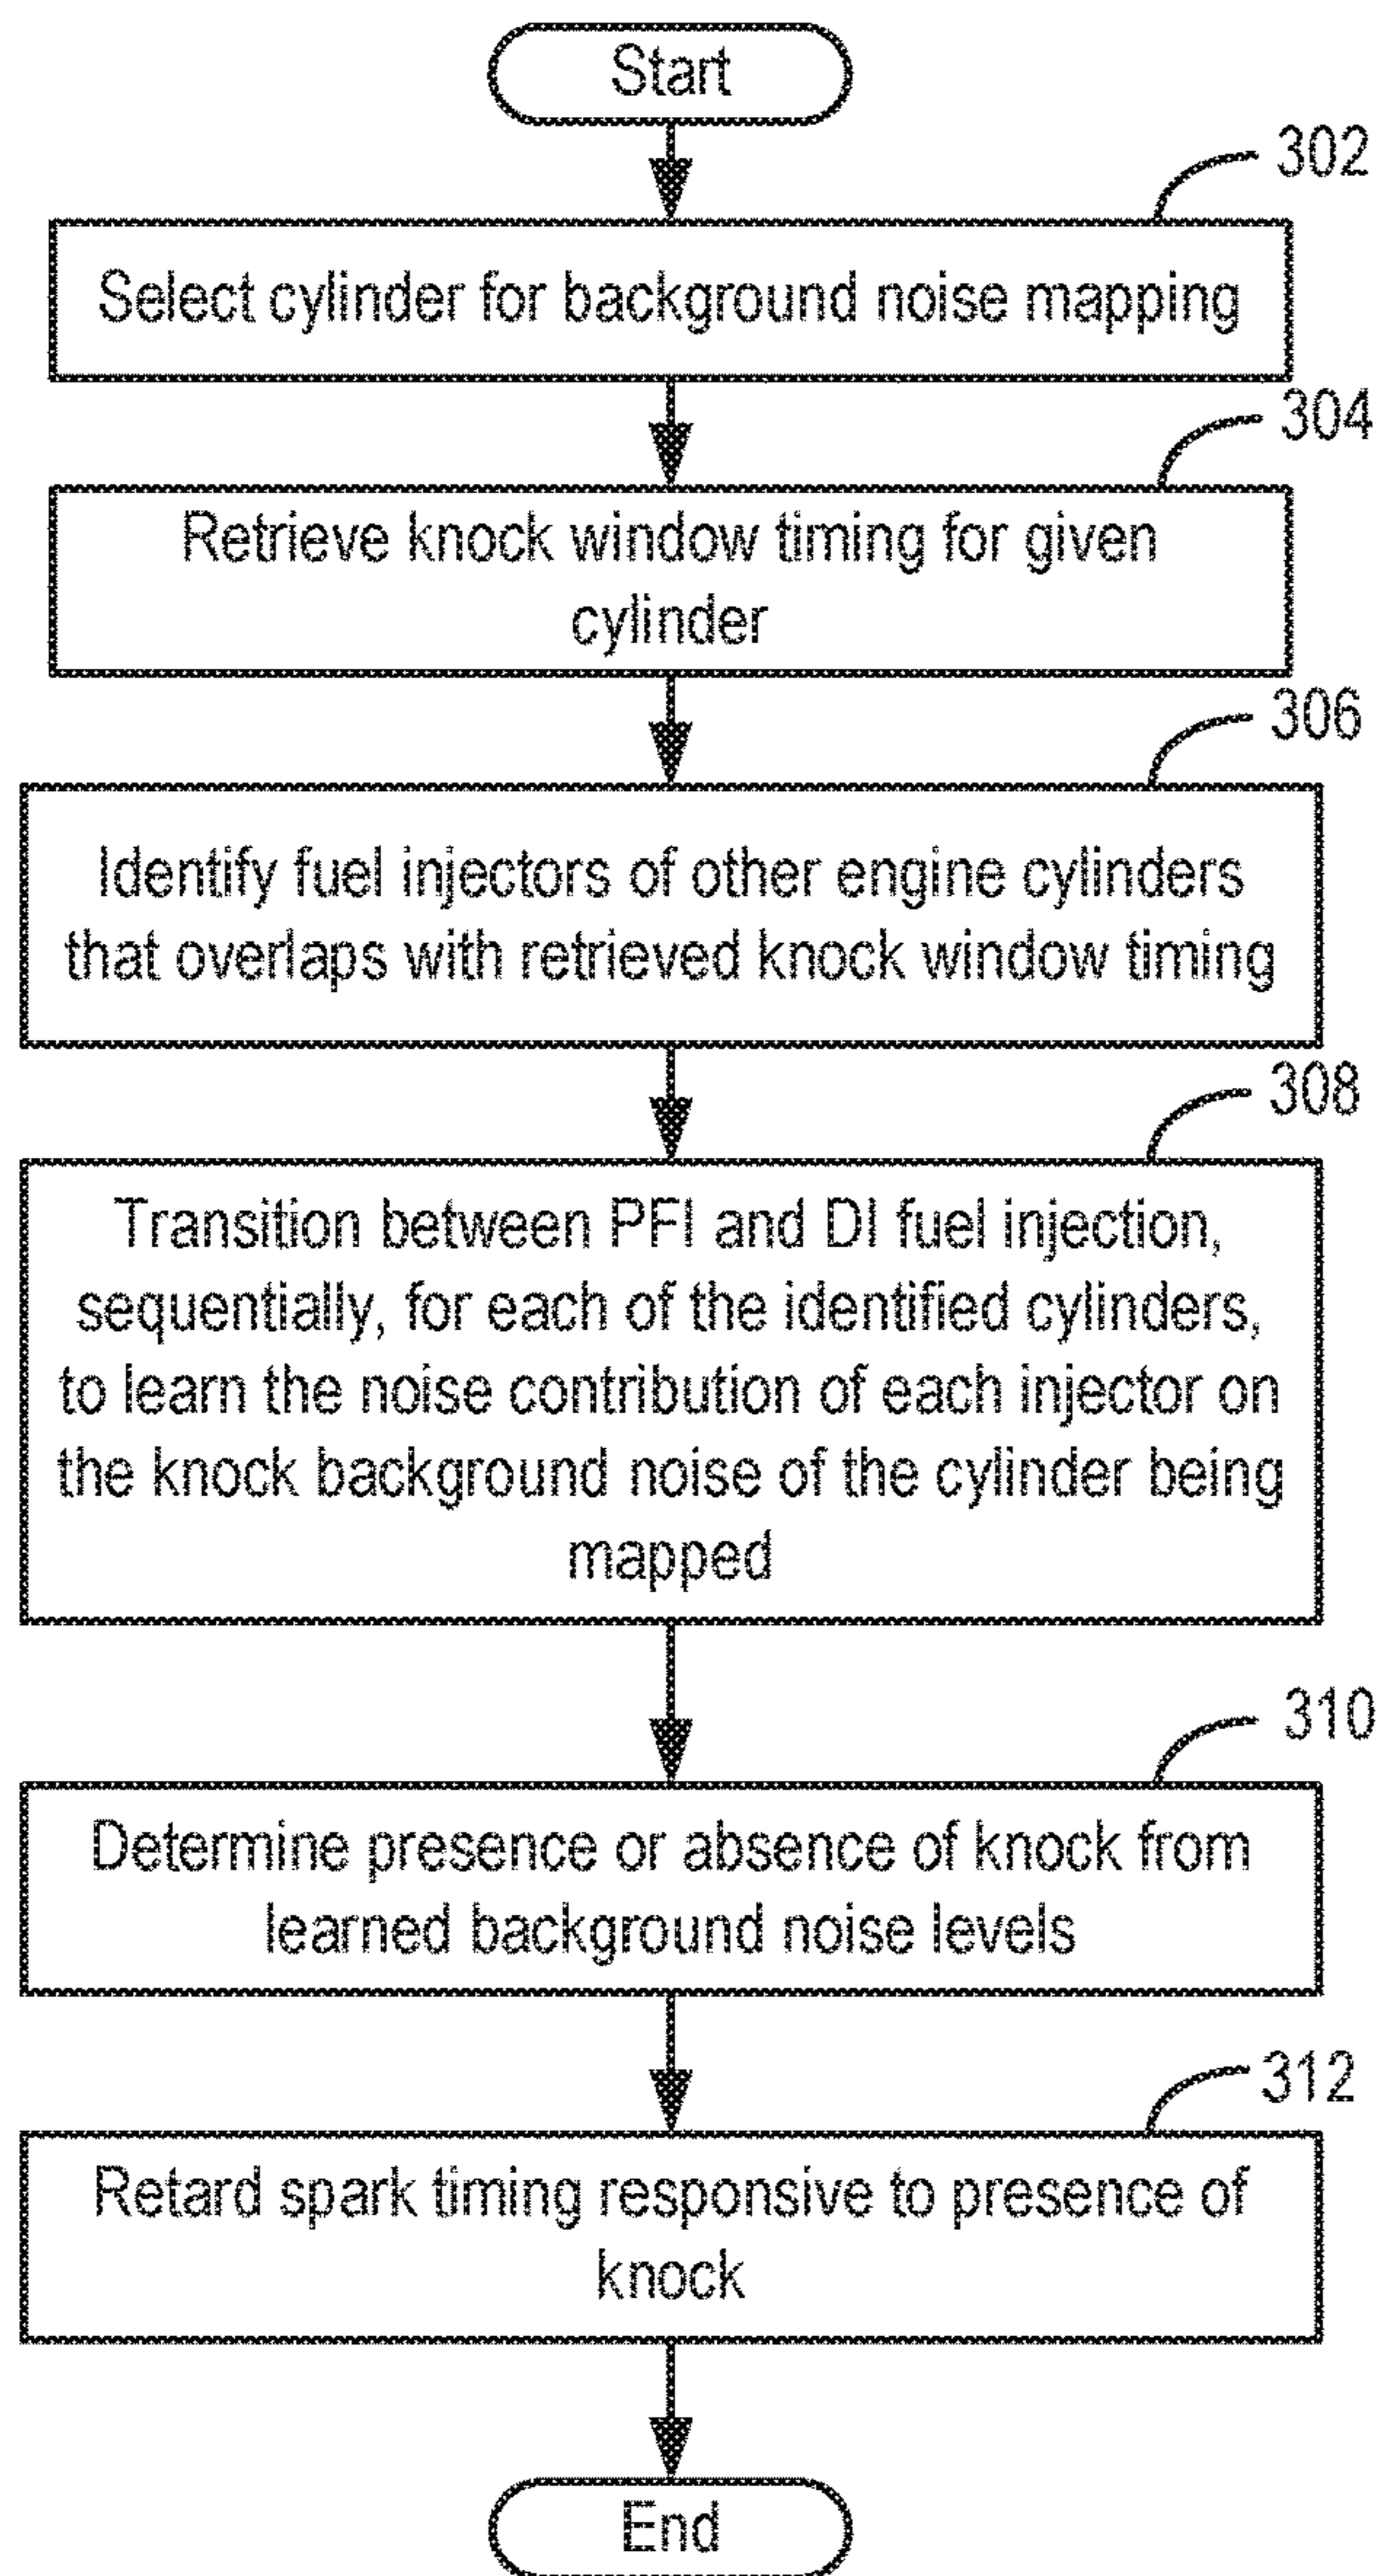 Start
302
Select cylinder for background noise mapping
304
Retrieve knock window timing for given
cylinder
306
Identify fuel injectors of other engine cylinders
that overlaps with retrieved knock window timing
308
Transition between PFI and DI fuel injection,
sequentially, for each of the identified cylinders,
to learn the noise contribution of each injector on
the knock background noise of the cylinder being
mapped
310
Determine presence or absence of knock from
learned background noise levels
312
Retard spark timing responsive to presence of
knock
End